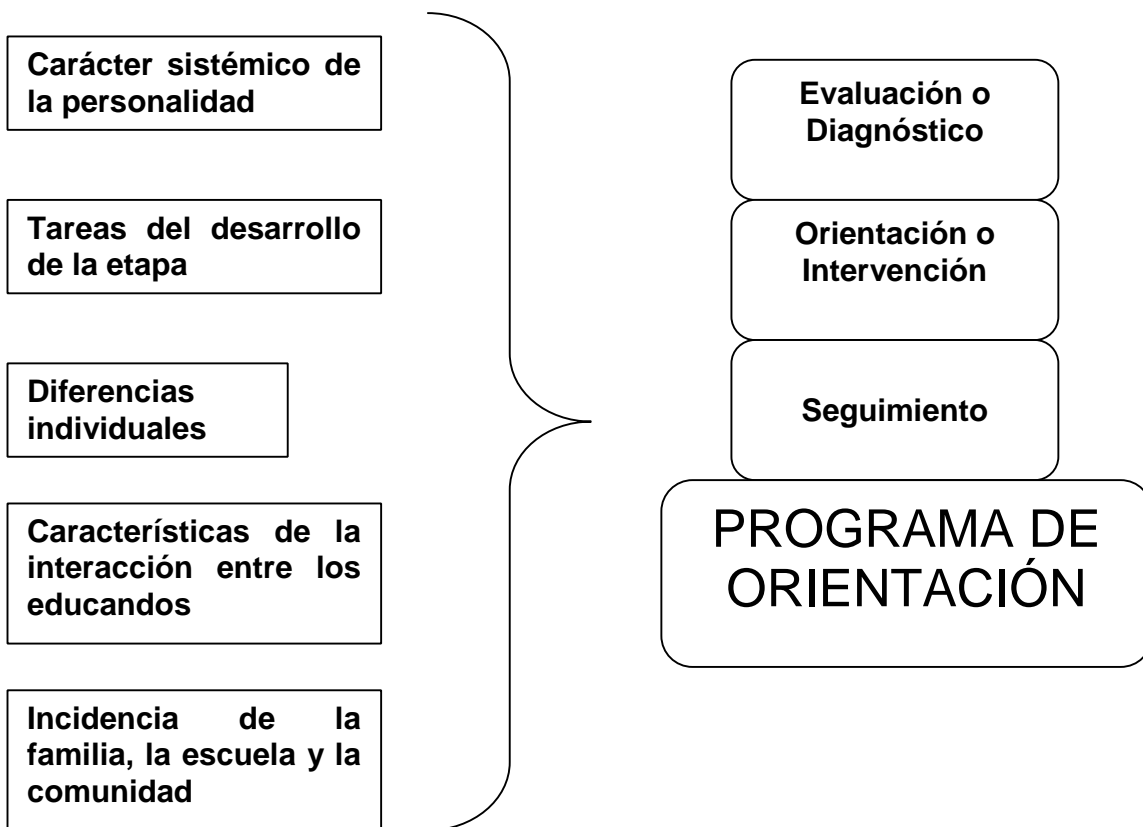 Carácter sistémico de
la personalidad
Tareas del desarrollo
de la etapa
Diferencias
individuales
Características de la
interacción entre los
educandos
Incidencia de la
familia, la escuela y la
comunidad
Evaluación o
Diagnóstico
Orientación o
Intervención
Seguimiento
PROGRAMA DE
ORIENTACIÓN